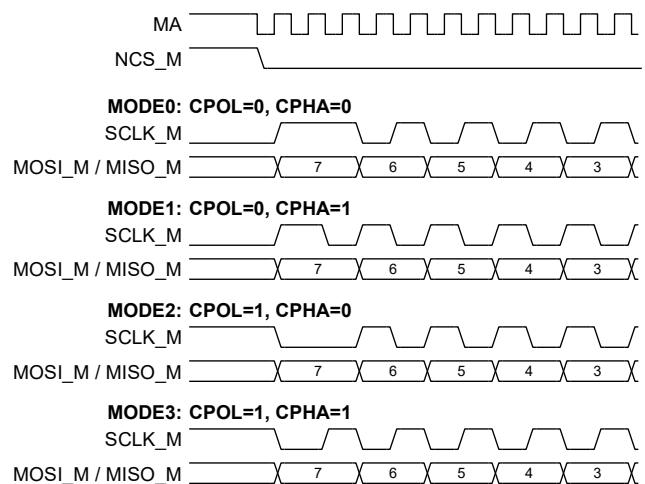 MA
NCS_M
MODE0: CPOL=0, CPHA=0
SCLK_M
MOSI_M / MISO_M 7 6 5 4 3
MODE1: CPOL=0, CPHA=1
SCLK_M
MOSI_M / MISO_M 7 6 5 4 3
MODE2: CPOL=1, CPHA=0
SCLK_M
MOSI_M / MISO_M 7 6 5 4 3
MODE3: CPOL=1, CPHA=1
SCLK_M
MOSI_M / MISO_M 7 6 5 4 3